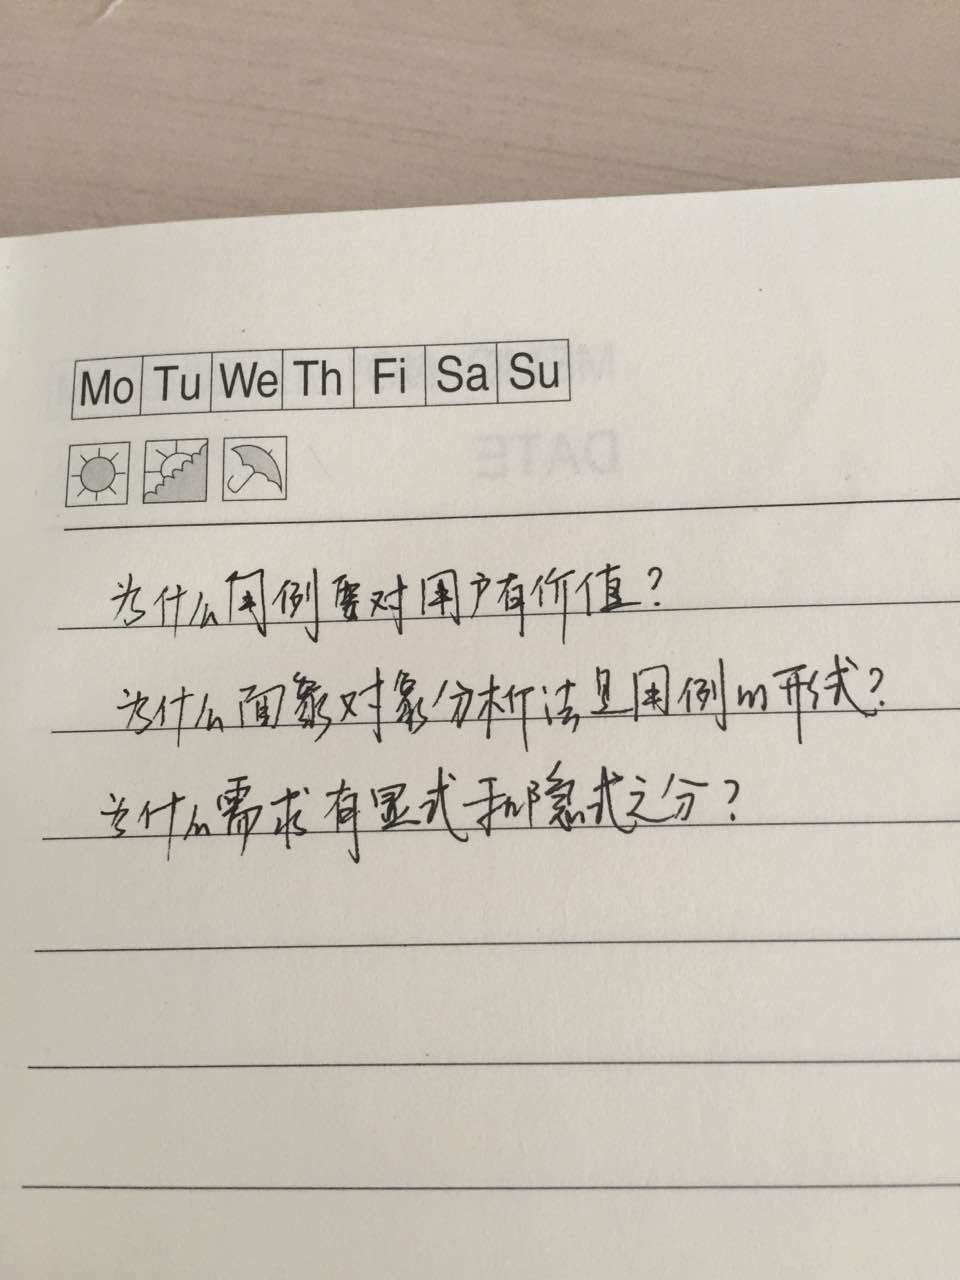 Mo Tu We Th Fi Sa Su
DATE
为什么用例要对用户有价值?
为什么面象对象分析法是用例的形式?
为什么需求有显式和隐式之分?